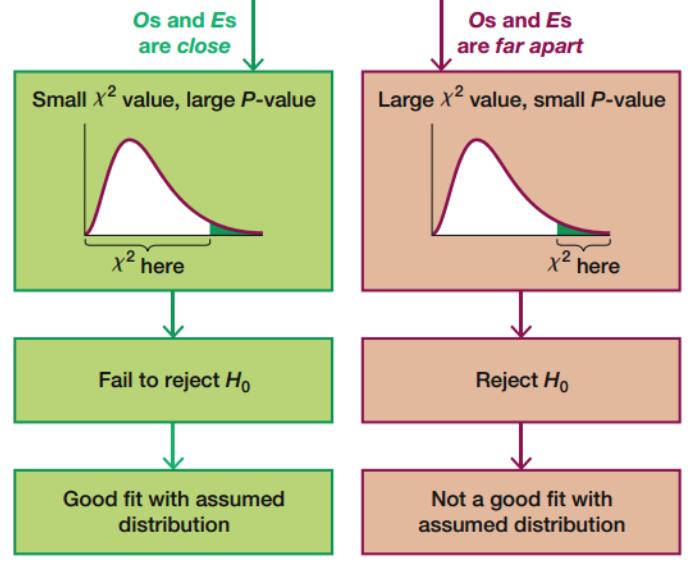 Os and Es
are close
Small χ² value, large P-value
χ² here
Fail to reject H₀
Good fit with assumed
distribution
Os and Es
are far apart
Large χ² value, small P-value
χ² here
Reject H₀
Not a good fit with
assumed distribution